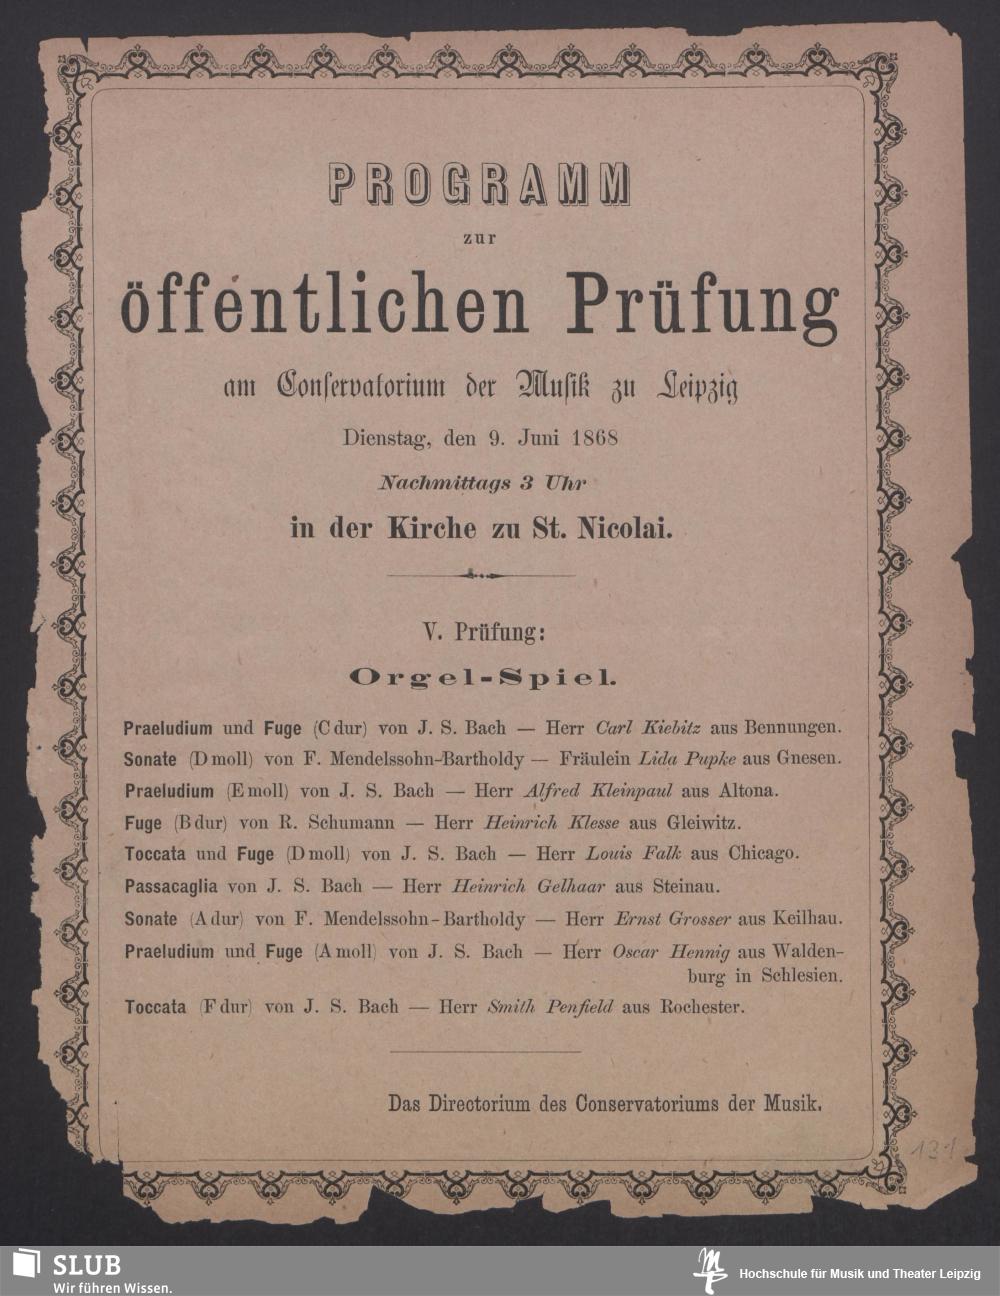 PROGRAMM
zur
öffentlichen Prüfung
am Conservatorium der Musik zu Leipzig
Dienstag, den 9. Juni 1868
Nachmittags 3 Uhr
in der Kirche zu St. Nicolai.
V. Prüfung:
Orgel-Spiel.
Praeludium und Fuge (C dur) von J. S. Bach — Herr Carl Kiebitz aus Bennungen.
Sonate (D moll) von F. Mendelssohn-Bartholdy — Fräulein Lida Pupke aus Gnesen.
Praeludium (E moll) von J. S. Bach — Herr Alfred Kleinpaul aus Altona.
Fuge (B dur) von R. Schumann — Herr Heinrich Klesse aus Gleiwitz.
Toccata und Fuge (D moll) von J. S. Bach — Herr Louis Falk aus Chicago.
Passacaglia von J. S. Bach — Herr Heinrich Gelhaar aus Steinau.
Sonate (A dur) von F. Mendelssohn-Bartholdy — Herr Ernst Grosser aus Keilhau.
Praeludium und Fuge (A moll) von J. S. Bach — Herr Oscar Hennig aus Walden-
burg in Schlesien.
Toccata (F dur) von J. S. Bach — Herr Smith Penfield aus Rochester.
Das Directorium des Conservatoriums der Musik.
131
SLUB
Wir führen Wissen.
Hochschule für Musik und Theater Leipzig